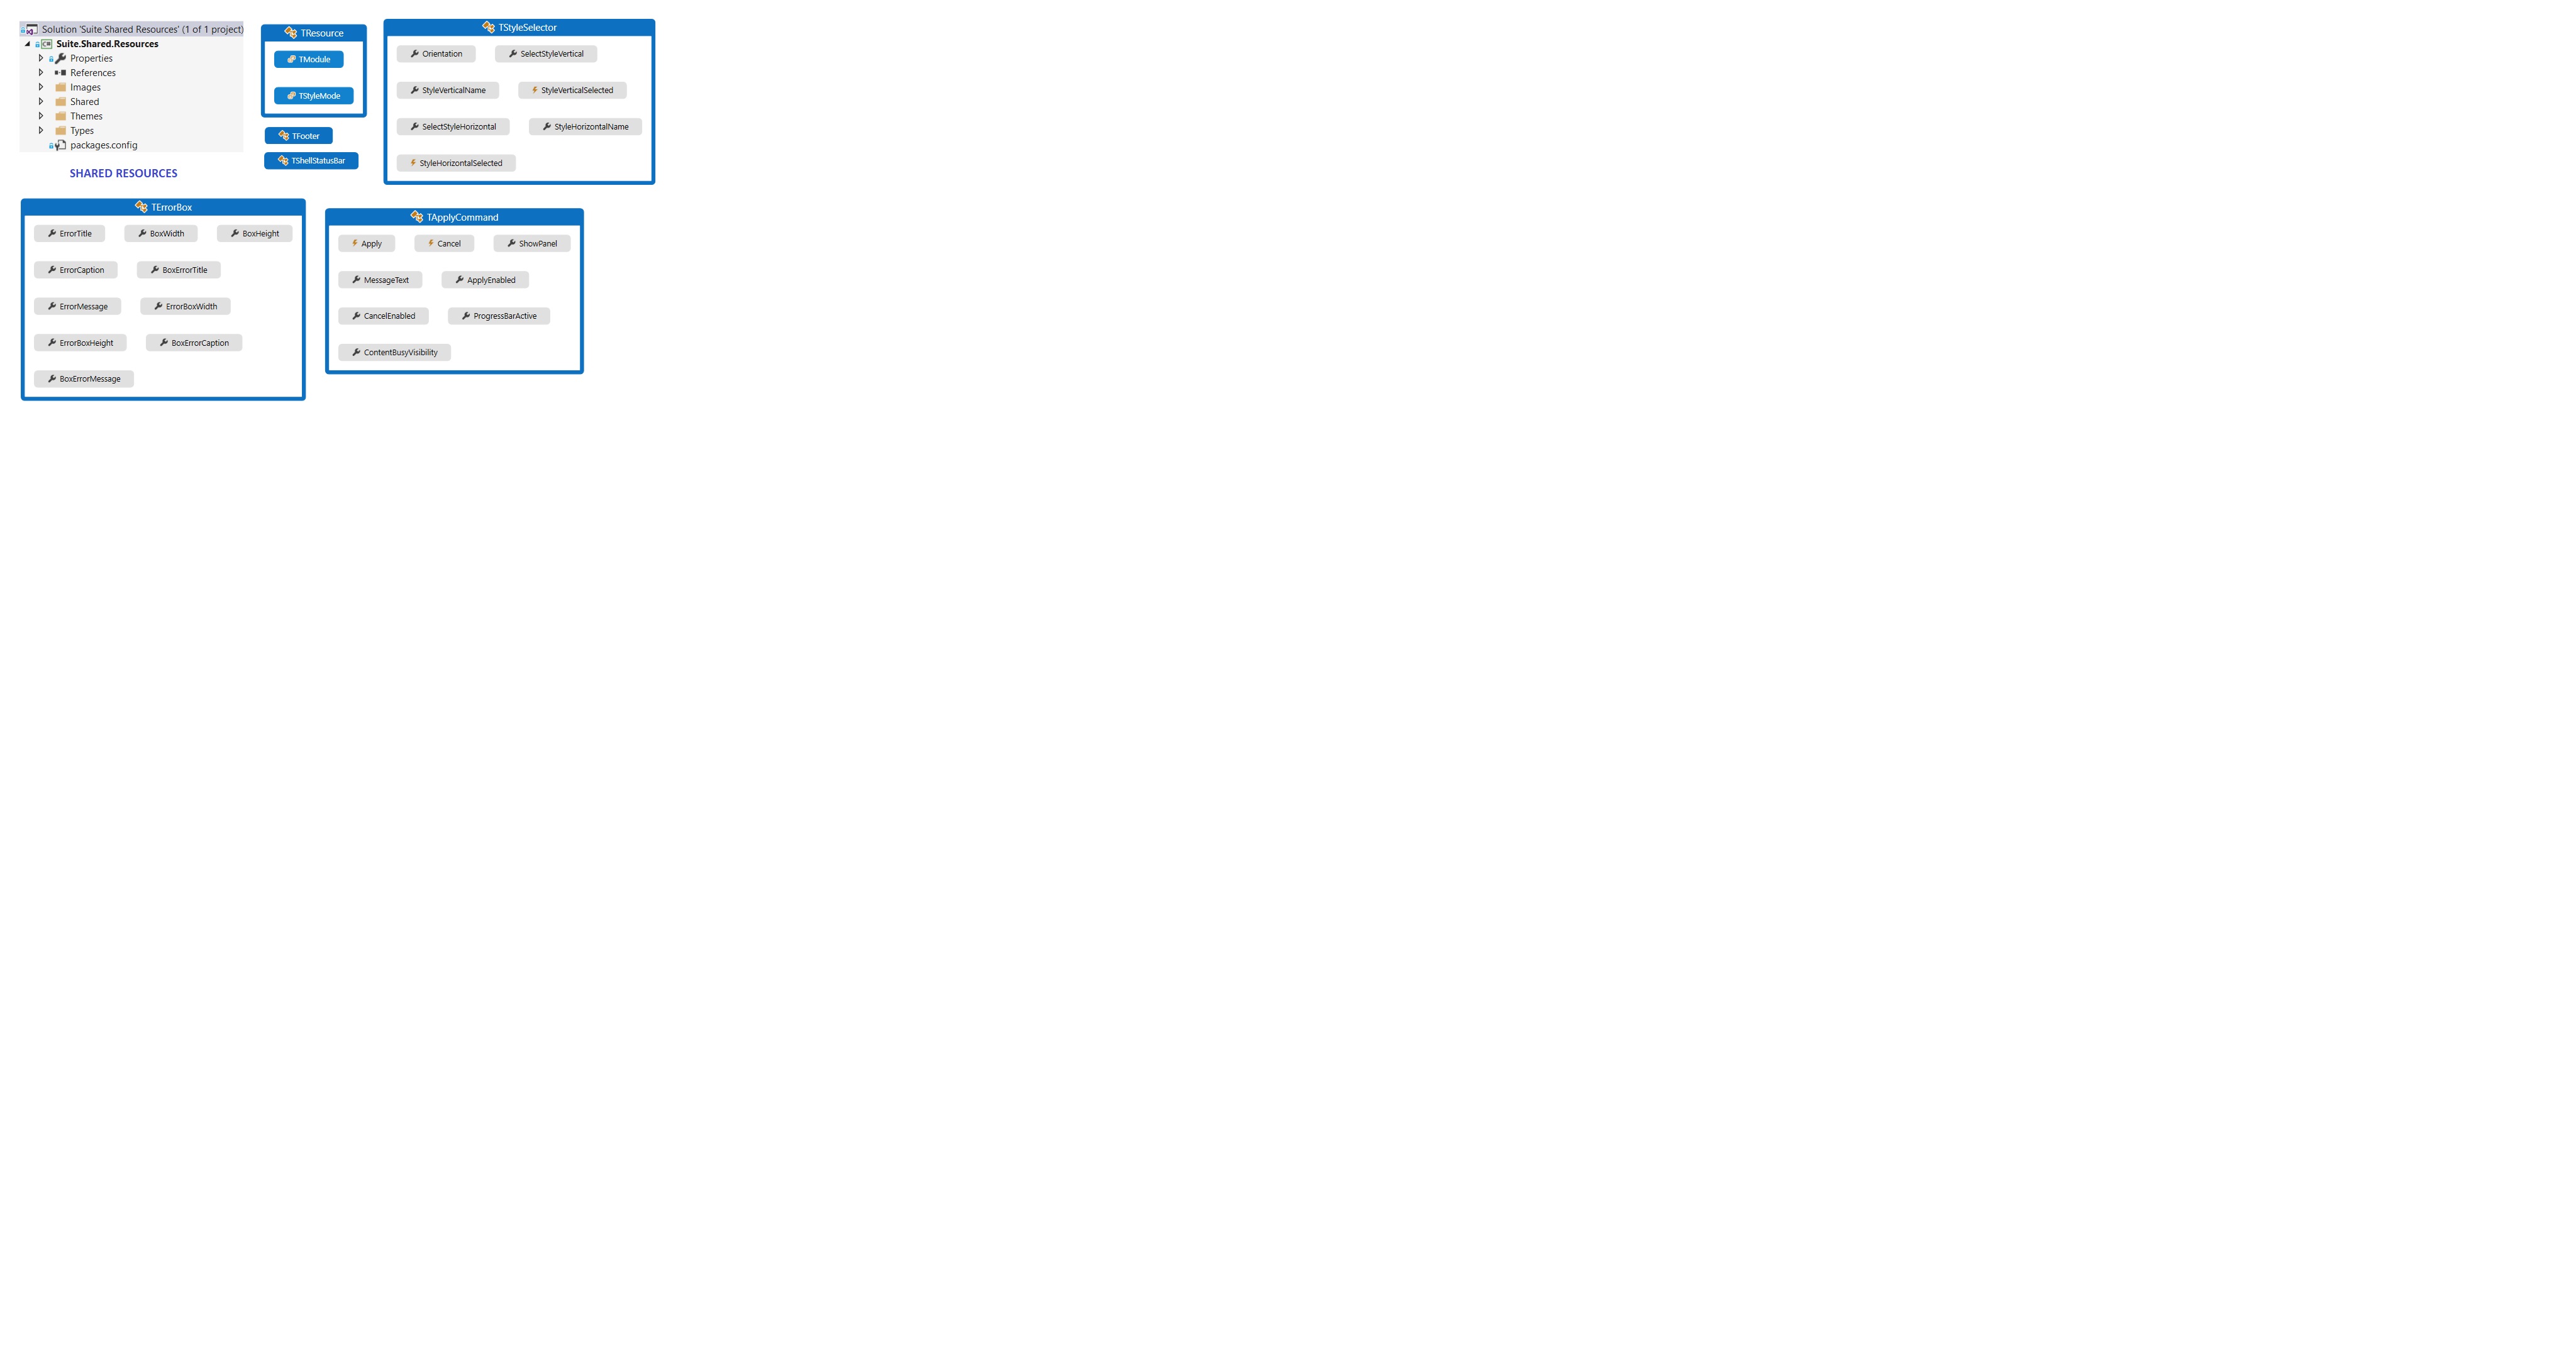 Solution 'Suite Shared Resources' (1 of 1 project)
C# Suite.Shared.Resources
Properties
References
Images
Shared
Themes
Types
packages.config
SHARED RESOURCES
TResource
TModule
TStyleMode
TFooter
TShellStatusBar
TStyleSelector
Orientation SelectStyleVertical
StyleVerticalName StyleVerticalSelected
SelectStyleHorizontal StyleHorizontalName
StyleHorizontalSelected
TErrorBox
ErrorTitle BoxWidth BoxHeight
ErrorCaption BoxErrorTitle
ErrorMessage ErrorBoxWidth
ErrorBoxHeight BoxErrorCaption
BoxErrorMessage
TApplyCommand
Apply Cancel ShowPanel
MessageText ApplyEnabled
CancelEnabled ProgressBarActive
ContentBusyVisibility